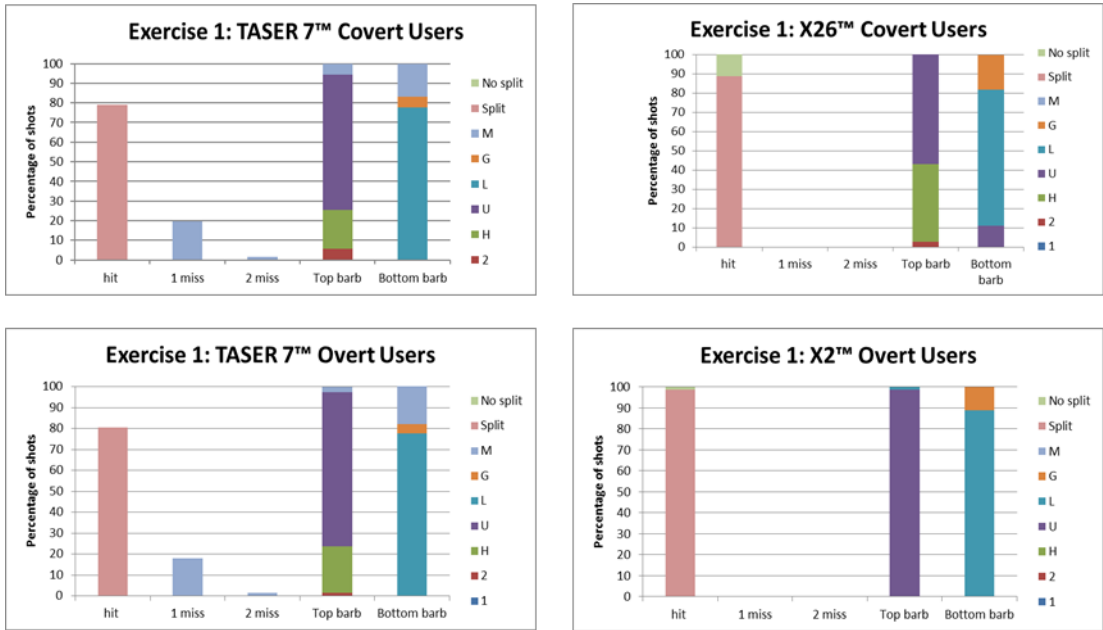 Exercise 1: TASER 7™ Covert Users
Percentage of shots
100
90
80
70
60
50
40
30
20
10
0
hit 1 miss 2 miss Top barb Bottom barb
No split
Split
M
G
L
U
H
2
Exercise 1: X26™ Covert Users
Percentage of shots
100
90
80
70
60
50
40
30
20
10
0
hit 1 miss 2 miss Top barb Bottom
barb
No split
Split
M
G
L
U
H
2
1
Exercise 1: TASER 7™ Overt Users
Percentage of shots
100
90
80
70
60
50
40
30
20
10
0
hit 1 miss 2 miss Top barb Bottom barb
No split
Split
M
G
L
U
H
2
1
Exercise 1: X2™ Overt Users
Percentage of shots
100
90
80
70
60
50
40
30
20
10
0
hit 1 miss 2 miss Top barb Bottom barb
No split
Split
M
G
L
U
H
2
1